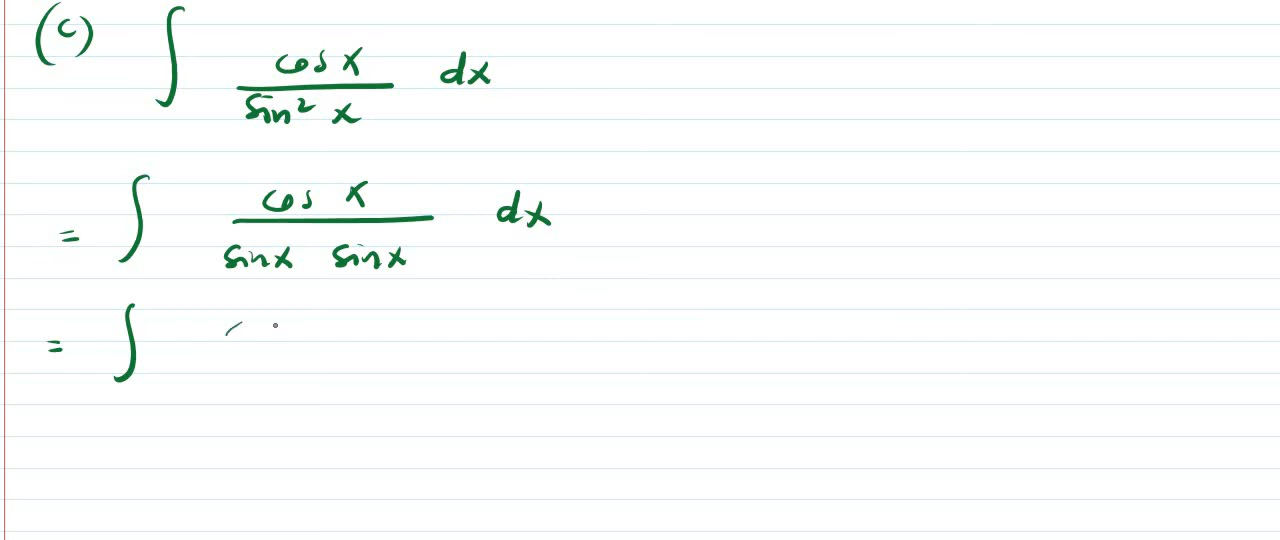 (c) ∫ cos x / sin² x dx
= ∫ cos x / sin x sin x dx
= ∫